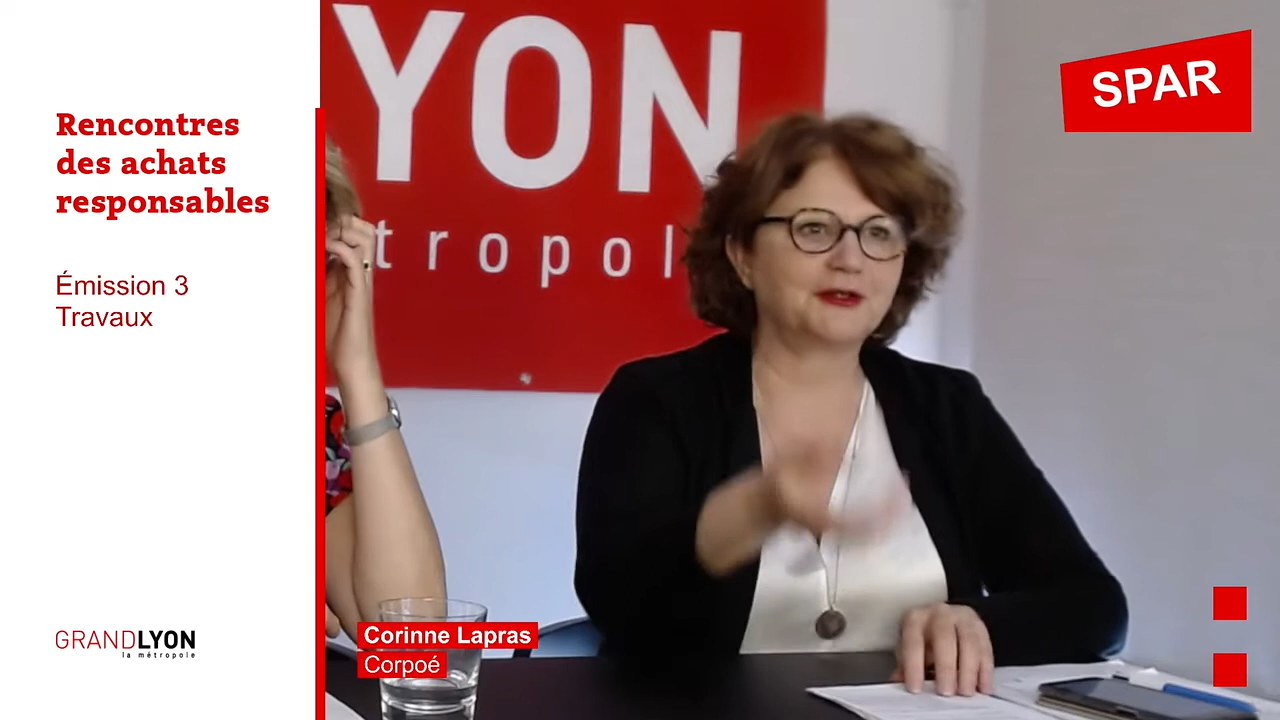 Rencontres
des achats
responsables
Émission 3
Travaux
GRANDLYON
la métropole
YON
tropol
SPAR
Corinne Lapras
Corpoé